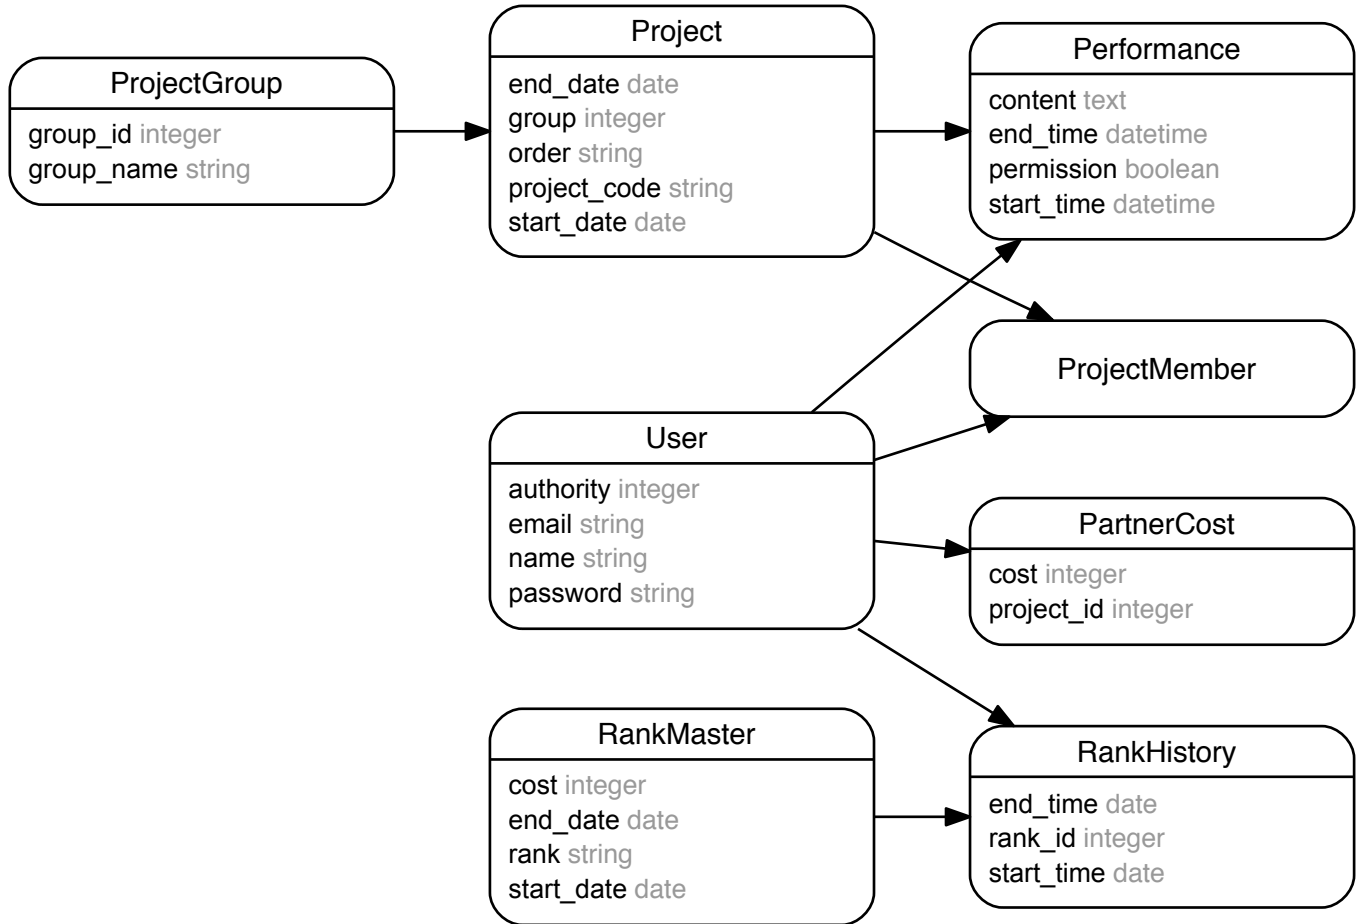 ProjectGroup
group_id integer
group_name string
Project
end_date date
group integer
order string
project_code string
start_date date
Performance
content text
end_time datetime
permission boolean
start_time datetime
ProjectMember
User
authority integer
email string
name string
password string
PartnerCost
cost integer
project_id integer
RankMaster
cost integer
end_date date
rank string
start_date date
RankHistory
end_time date
rank_id integer
start_time date